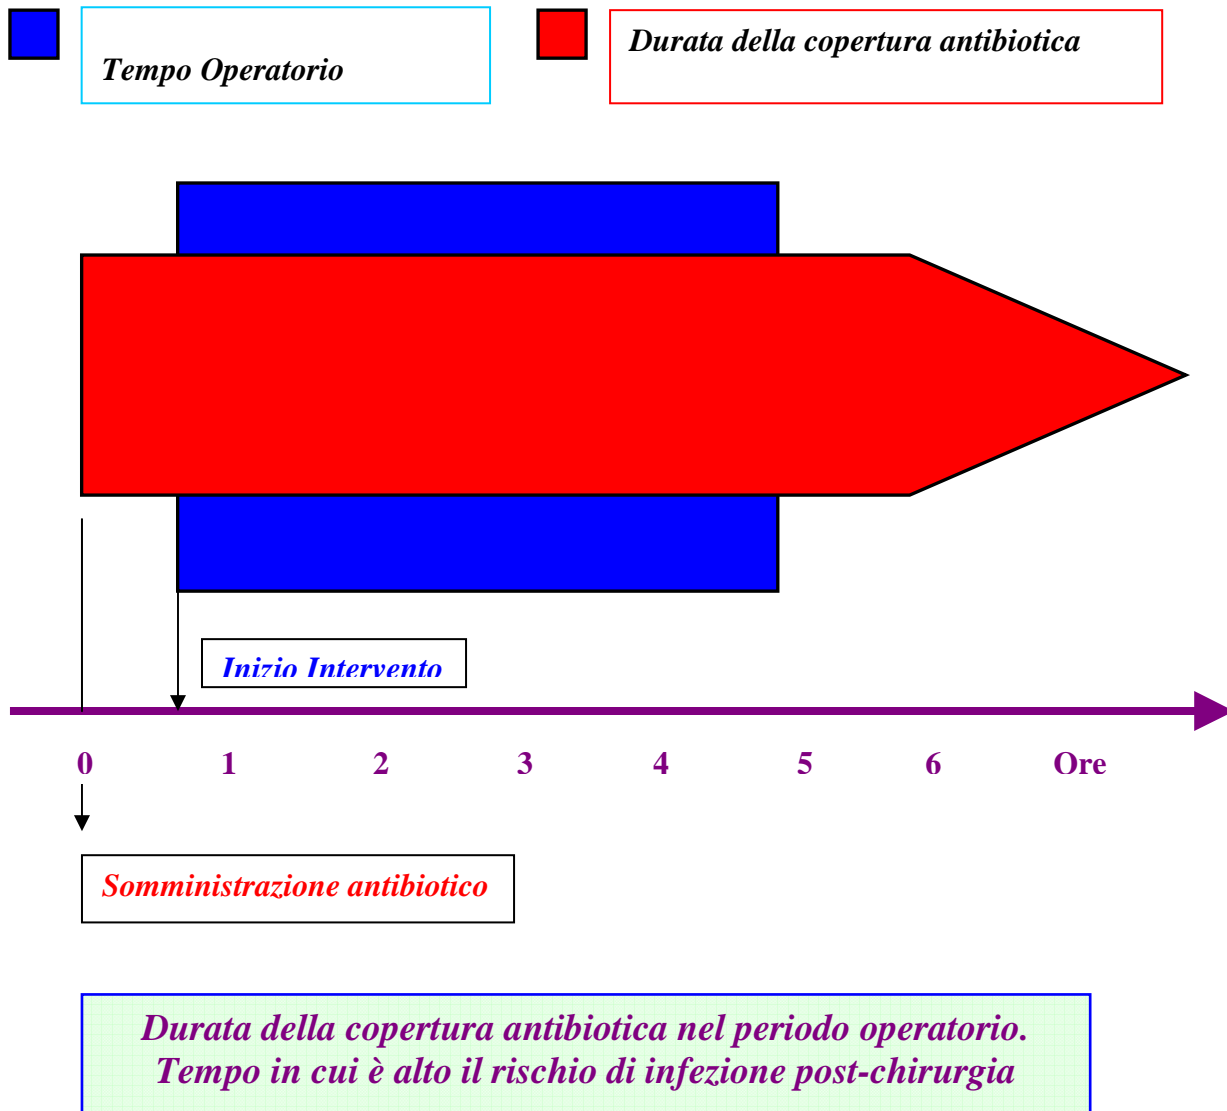 Tempo Operatorio
Durata della copertura antibiotica
Inizio Intervento
0 1 2 3 4 5 6 Ore
Somministrazione antibiotico
Durata della copertura antibiotica nel periodo operatorio.
Tempo in cui è alto il rischio di infezione post-chirurgia